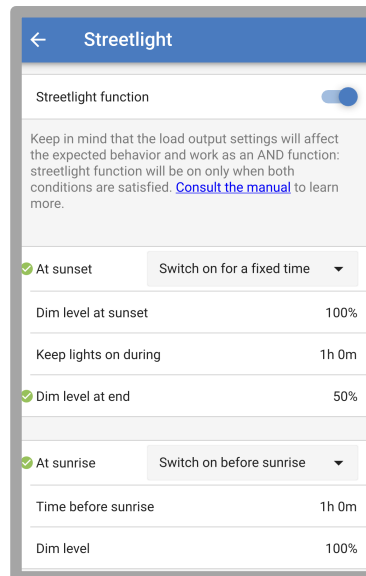 Streetlight
Streetlight function
Keep in mind that the load output settings will affect
the expected behavior and work as an AND function:
streetlight function will be on only when both
conditions are satisfied. Consult the manual to learn
more.
At sunset Switch on for a fixed time
Dim level at sunset 100%
Keep lights on during 1h 0m
Dim level at end 50%
At sunrise Switch on before sunrise
Time before sunrise 1h 0m
Dim level 100%